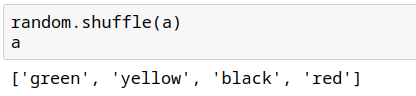 random.shuffle(a)
a
['green', 'yellow', 'black', 'red']